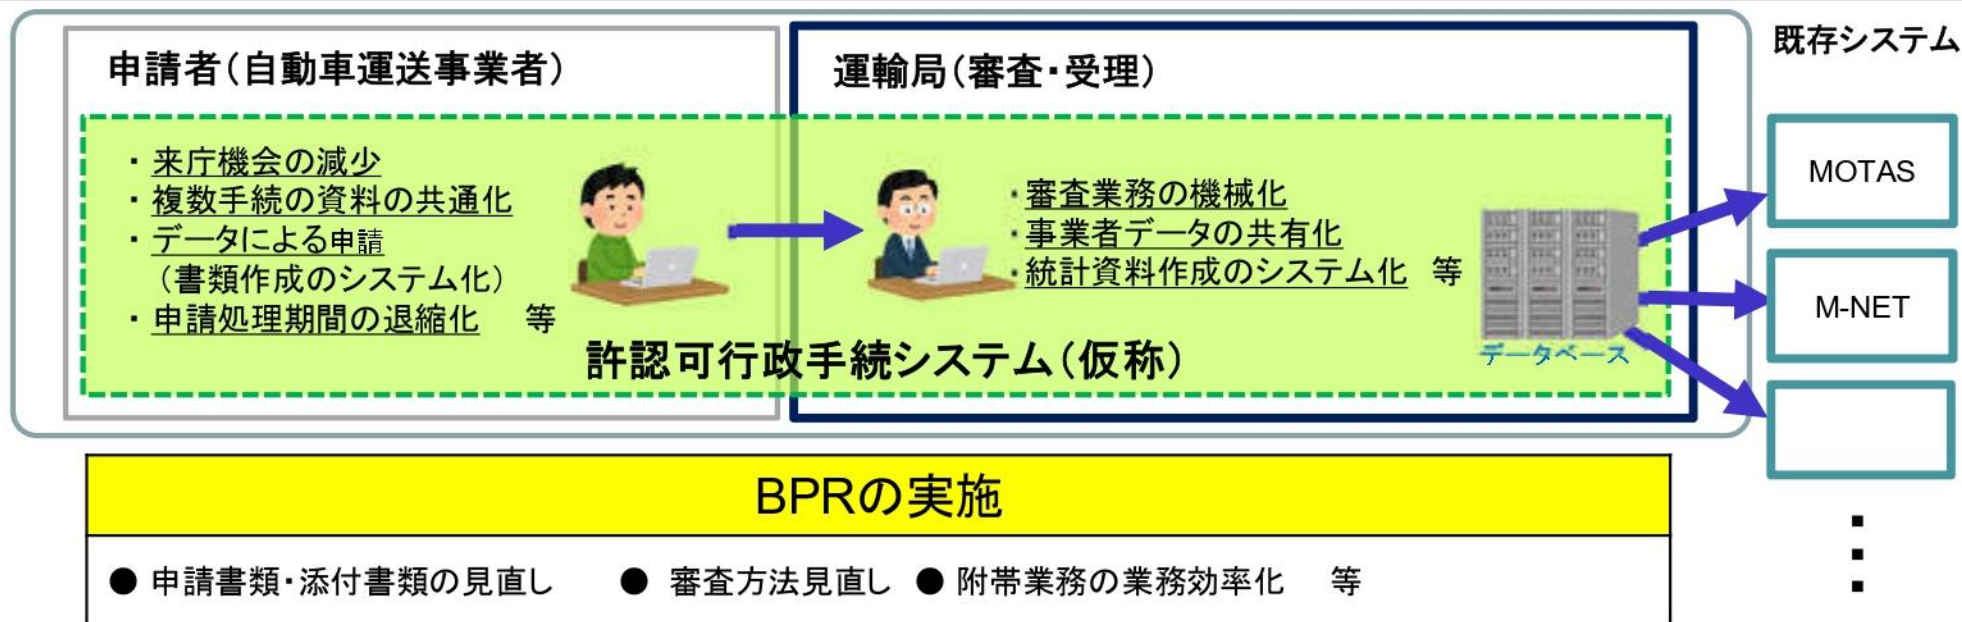 申請者(自動車運送事業者)
・来庁機会の減少
・複数手続の資料の共通化
・データによる申請
(書類作成のシステム化)
・申請処理期間の退縮化　等
運輸局(審査・受理)
・審査業務の機械化
・事業者データの共有化
・統計資料作成のシステム化　等
データベース
許認可行政手続システム(仮称)
既存システム
MOTAS
M-NET
BPRの実施
● 申請書類・添付書類の見直し　● 審査方法見直し　● 附帯業務の業務効率化　等